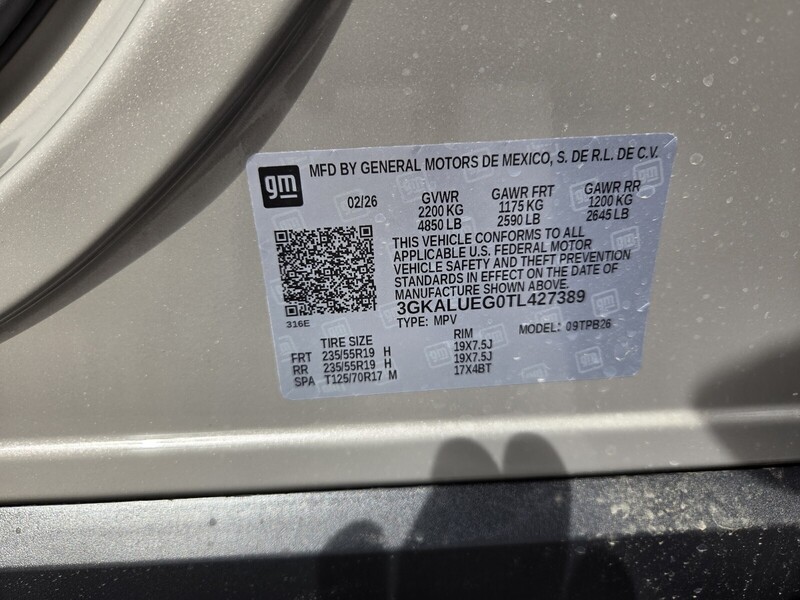 gm
MFD BY GENERAL MOTORS DE MEXICO, S. DE R.L. DE C.V.
02/26 GVWR GAWR FRT GAWR RR
2200 KG 1175 KG 1200 KG
4850 LB 2590 LB 2645 LB
THIS VEHICLE CONFORMS TO ALL
APPLICABLE U.S. FEDERAL MOTOR
VEHICLE SAFETY AND THEFT PREVENTION
STANDARDS IN EFFECT ON THE DATE OF
MANUFACTURE SHOWN ABOVE.
3GKALUEG0TL427389
316E
TYPE: MPV MODEL: 09TPB26
TIRE SIZE RIM
FRT 235/55R19 H 19X7.5J
RR 235/55R19 H 19X7.5J
SPA T125/70R17 M 17X4BT